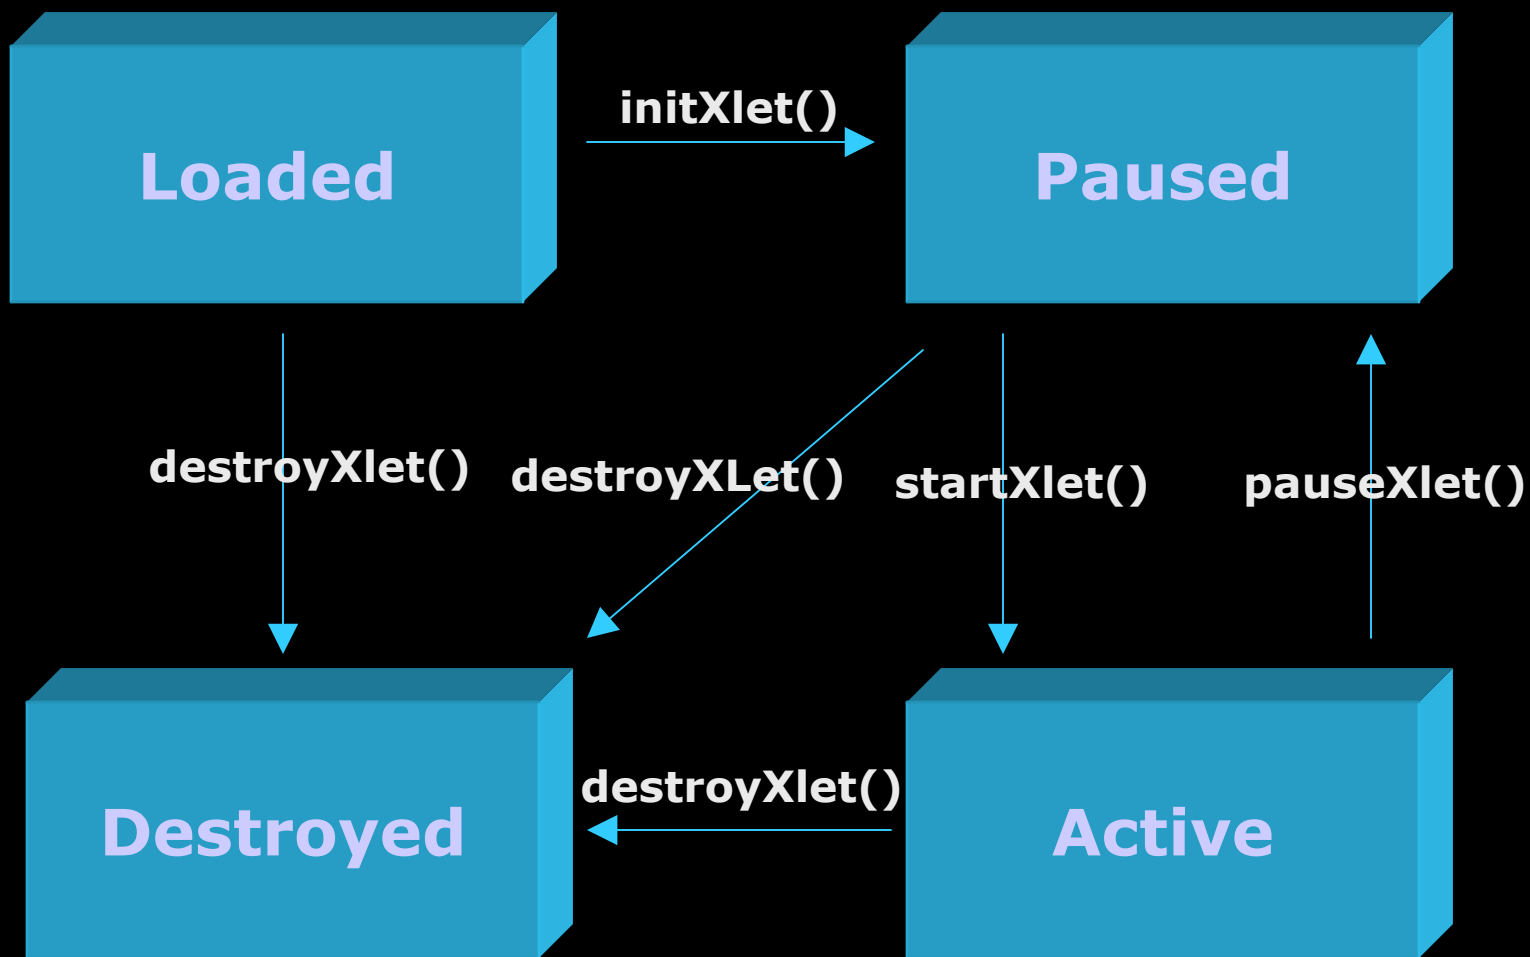 initXlet()
Loaded
Paused
destroyXlet()
destroyXLet()
startXlet()
pauseXlet()
destroyXlet()
Destroyed
Active